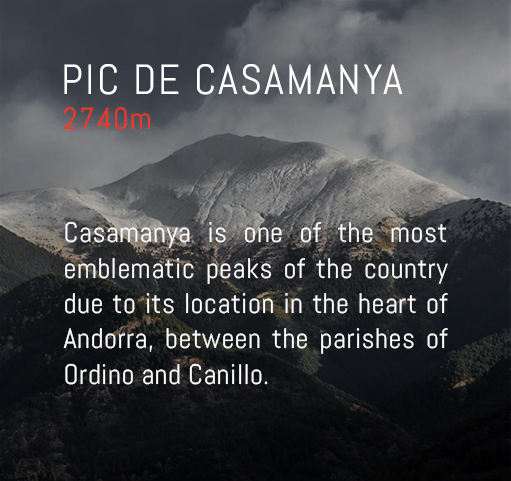 PIC DE CASAMANYA
2740m
Casamanya is one of the most
emblematic peaks of the country
due to its location in the heart of
Andorra, between the parishes of
Ordino and Canillo.